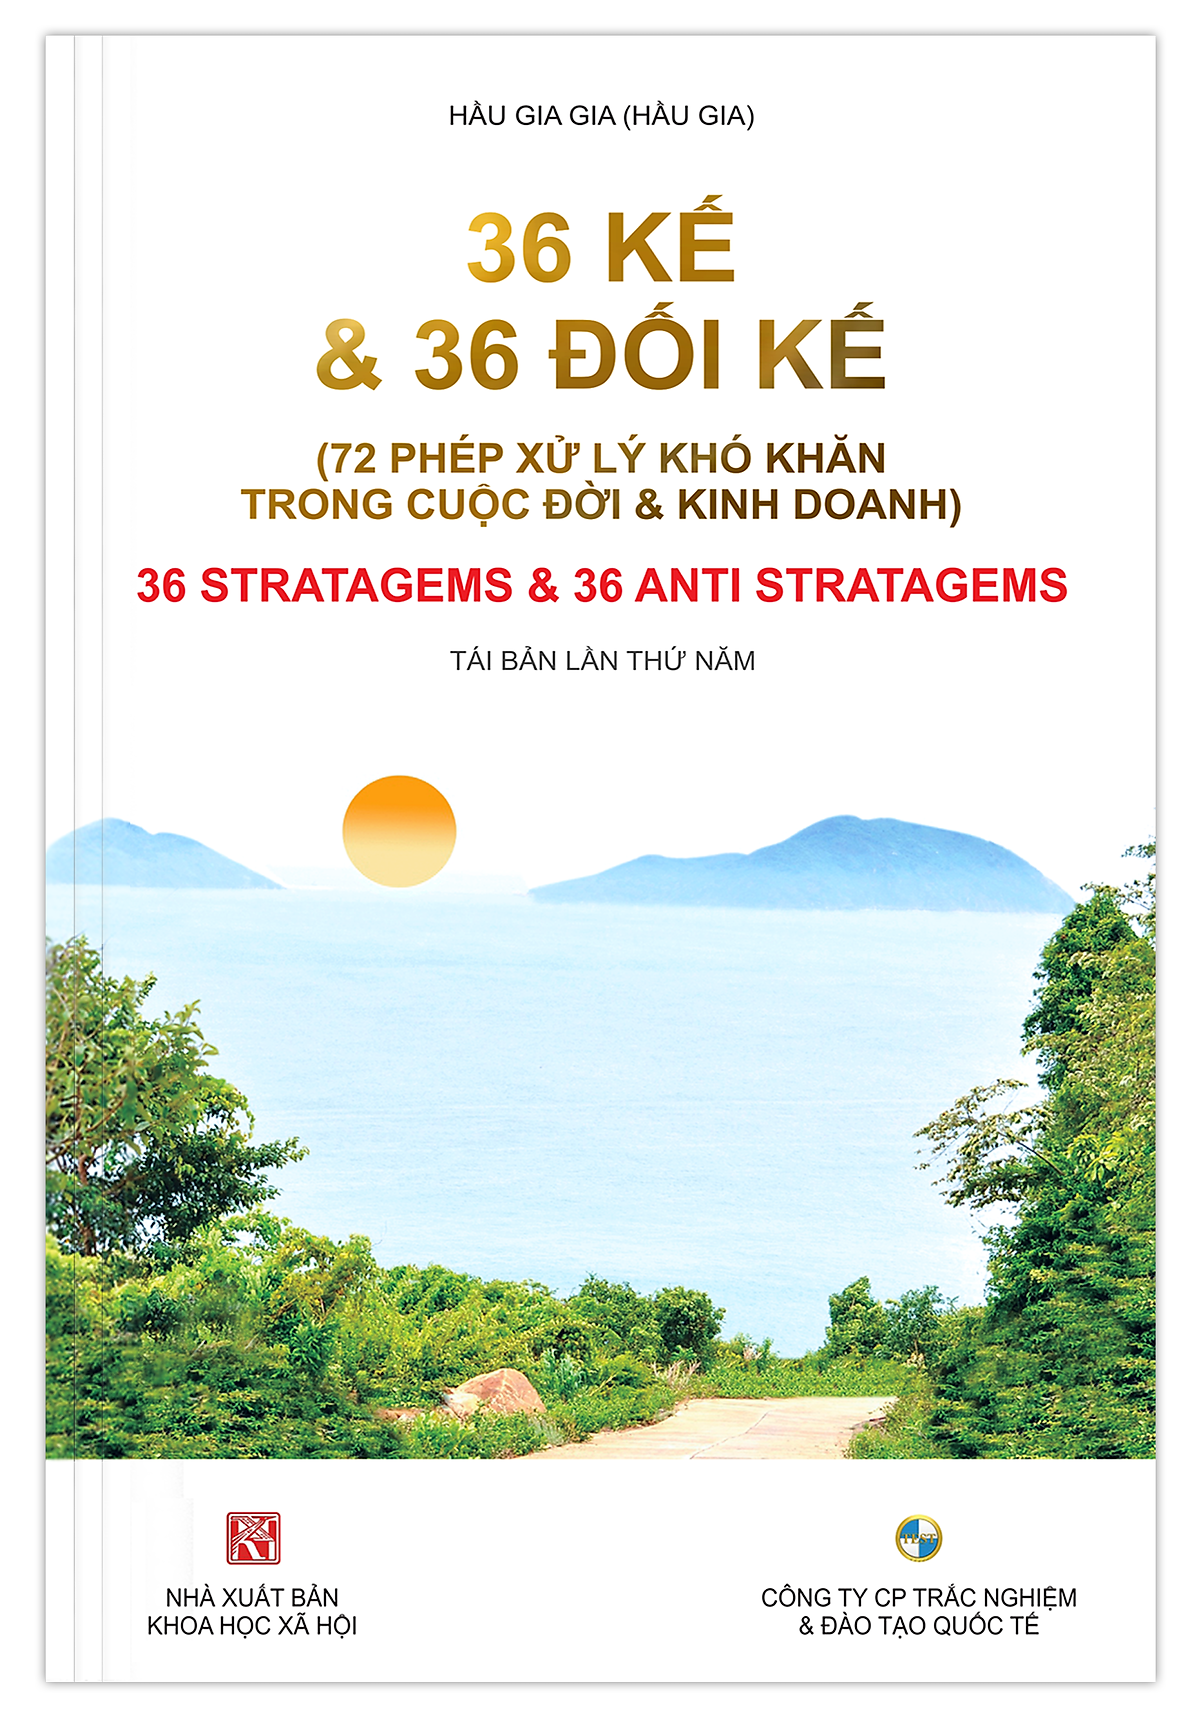 HẦU GIA GIA (HẦU GIA)
36 KẾ
& 36 ĐỐI KẾ
(72 PHÉP XỬ LÝ KHÓ KHĂN
TRONG CUỘC ĐỜI & KINH DOANH)
36 STRATAGEMS & 36 ANTI STRATAGEMS
TÁI BẢN LẦN THỨ NĂM
TEST
NHÀ XUẤT BẢN
KHOA HỌC XÃ HỘI
CÔNG TY CP TRẮC NGHIỆM
& ĐÀO TẠO QUỐC TẾ